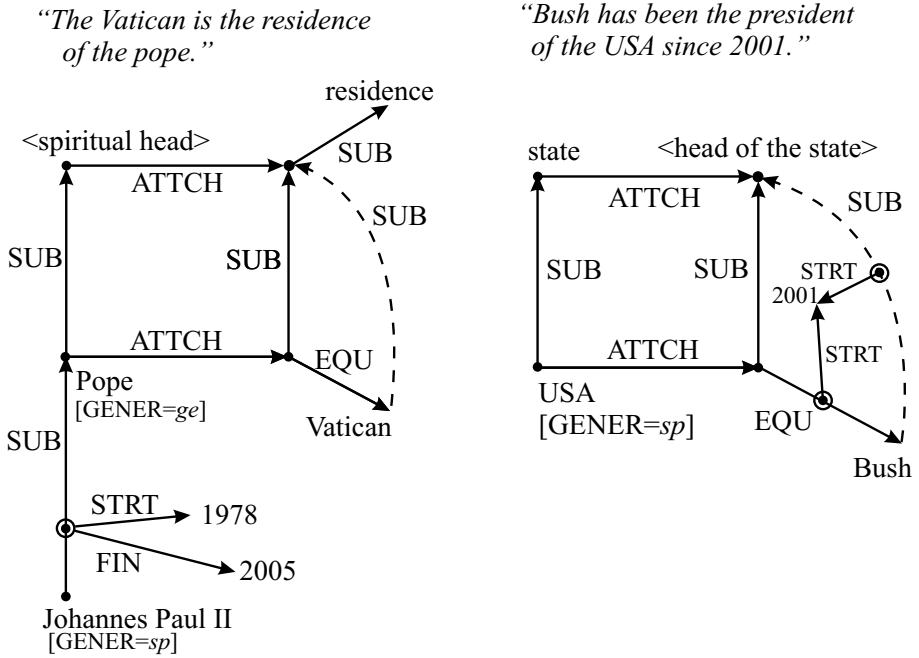 “The Vatican is the residence
of the pope.”
residence
<spiritual head>
SUB
ATTCH
SUB
SUB
SUB
ATTCH
EQU
Pope
[GENER=ge]
Vatican
SUB
STRT
1978
FIN
2005
Johannes Paul II
[GENER=sp]
“Bush has been the president
of the USA since 2001.”
state
<head of the state>
ATTCH
SUB
SUB
SUB
STRT
2001
STRT
ATTCH
USA
[GENER=sp]
EQU
Bush